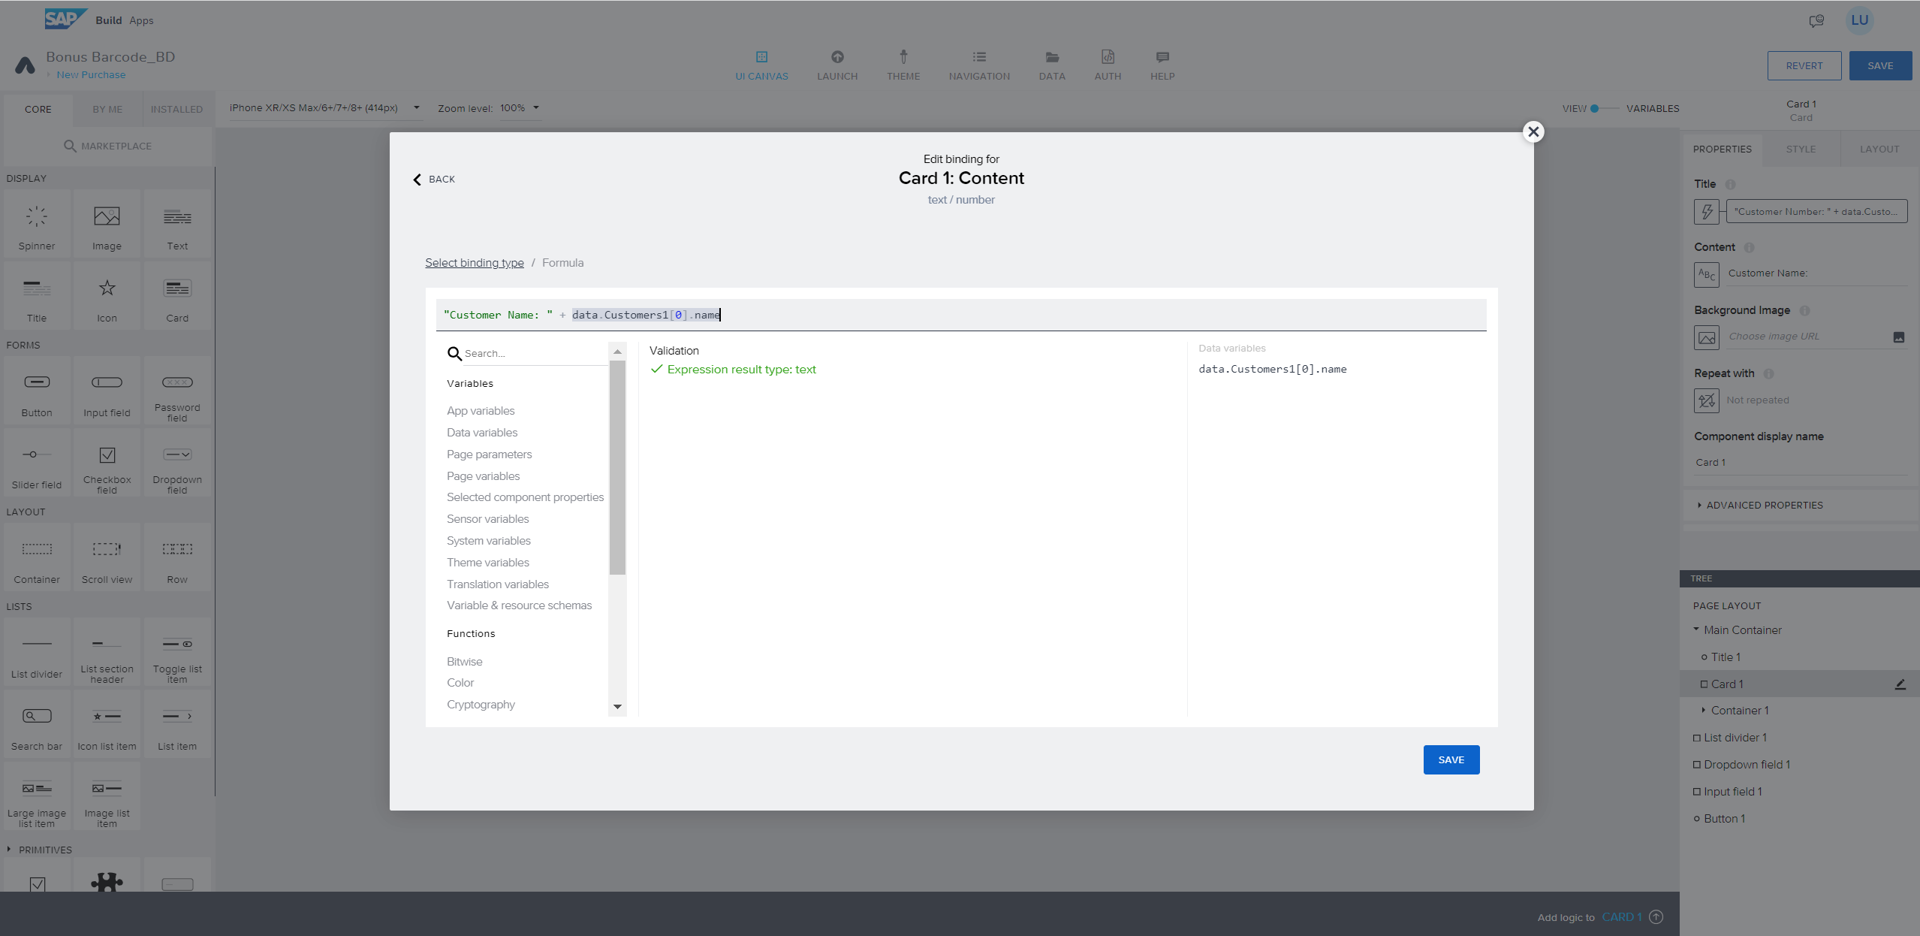 SAP Build Apps
LU
Bonus Barcode_BD
› New Purchase
UI CANVAS
LAUNCH
THEME
NAVIGATION
DATA
AUTH
HELP
REVERT
SAVE
CORE
BY ME
INSTALLED
iPhone XR/XS Max/6+/7+/8+ (414px)
Zoom level: 100%
VIEW
VARIABLES
Card 1
Card
MARKETPLACE
DISPLAY
Spinner
Image
Text
Title
Icon
Card
FORMS
Button
Input field
Password
field
Slider field
Checkbox
field
Dropdown
field
LAYOUT
Container
Scroll view
Row
LISTS
List divider
List section
header
Toggle list
item
Search bar
Icon list item
List item
Large image
list item
Image list
item
PRIMITIVES
BACK
Edit binding for
Card 1: Content
text / number
Select binding type / Formula
"Customer Name: " + data.Customers1[0].name
Search...
Variables
App variables
Data variables
Page parameters
Page variables
Selected component properties
Sensor variables
System variables
Theme variables
Translation variables
Variable & resource schemas
Functions
Bitwise
Color
Cryptography
Validation
Expression result type: text
Data variables
data.Customers1[0].name
SAVE
PROPERTIES
STYLE
LAYOUT
Title
"Customer Number: " + data.Custo...
Content
ABC
Customer Name:
Background Image
Choose image URL
Repeat with
Not repeated
Component display name
Card 1
ADVANCED PROPERTIES
TREE
PAGE LAYOUT
Main Container
Title 1
Card 1
Container 1
List divider 1
Dropdown field 1
Input field 1
Button 1
Add logic to CARD 1